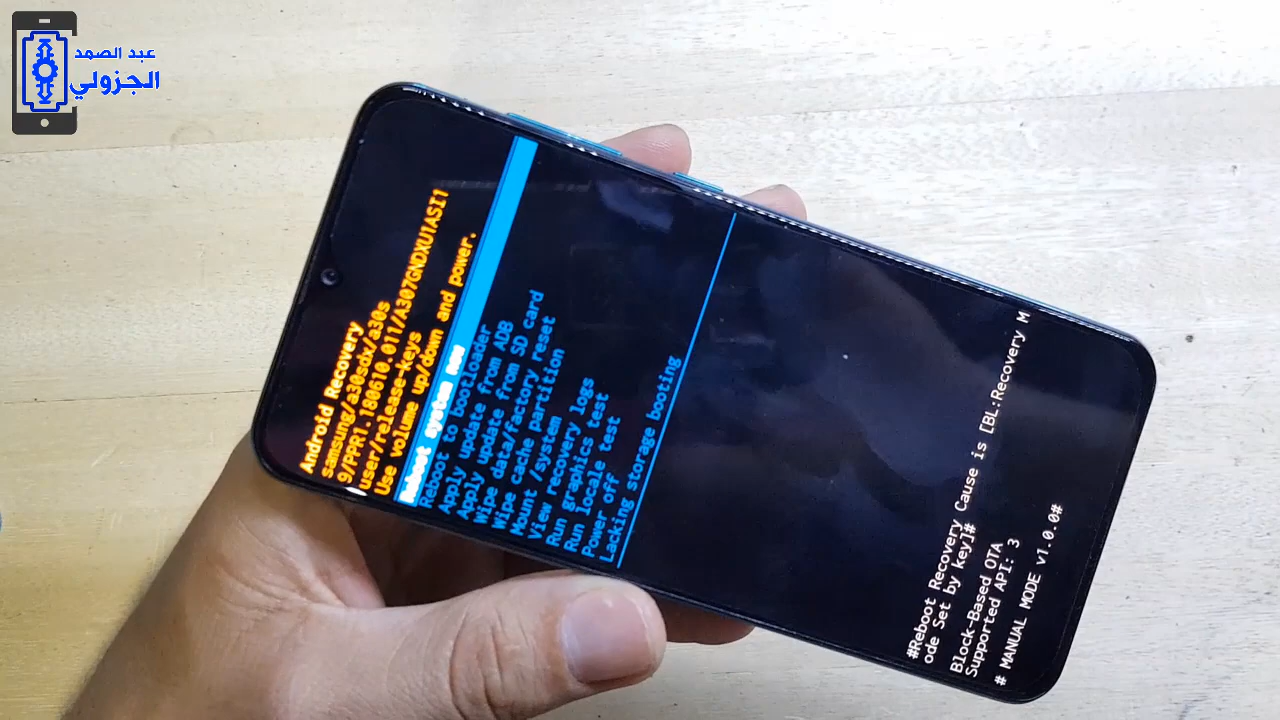 عبد الصمد
الجزولي
Android Recovery
samsung/a30sdx/a30s
9/PPR1.180610.011/A307GNDXU1ASI1
user/release-keys
Use volume up/down and power.
Reboot system now
Reboot to bootloader
Apply update from ADB
Apply update from SD card
Wipe data/factory reset
Wipe cache partition
Mount /system
View recovery logs
Run graphics test
Run locale test
Power off
Lacking storage booting
#Reboot Recovery Cause is [BL:Recovery M
ode Set by key]#
Block-Based OTA
Supported API: 3
# MANUAL MODE v1.0.0#